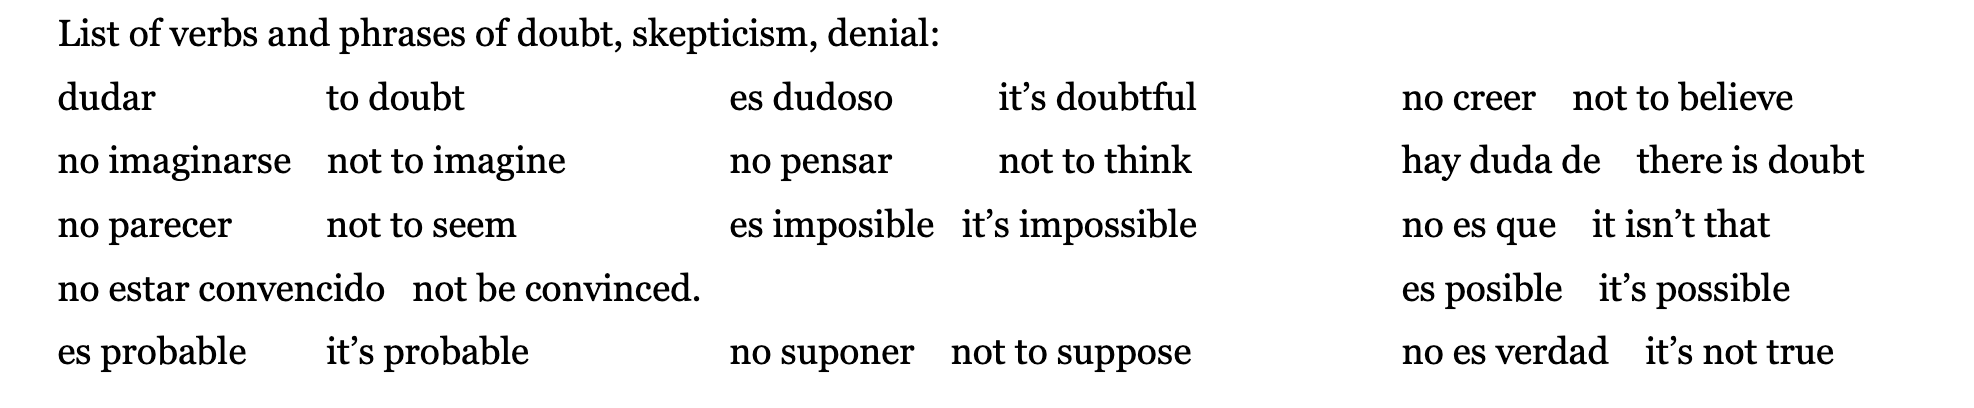 List of verbs and phrases of doubt, skepticism, denial:
dudar to doubt es dudoso it’s doubtful no creer not to believe
no imaginarse not to imagine no pensar not to think hay duda de there is doubt
no parecer not to seem es imposible it’s impossible no es que it isn’t that
no estar convencido not be convinced. es posible it’s possible
es probable it’s probable no suponer not to suppose no es verdad it’s not true